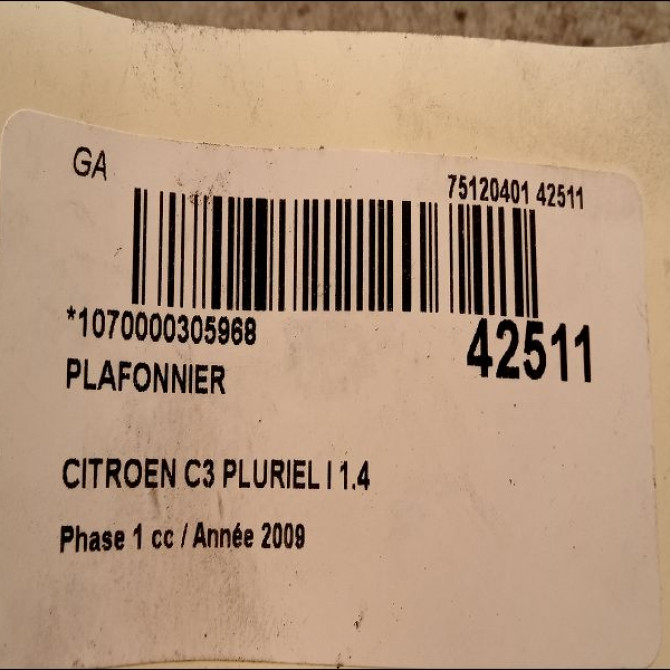 GA
75120401 42511
*1070000305968
42511
PLAFONNIER
CITROEN C3 PLURIEL I 1.4
Phase 1 cc / Année 2009